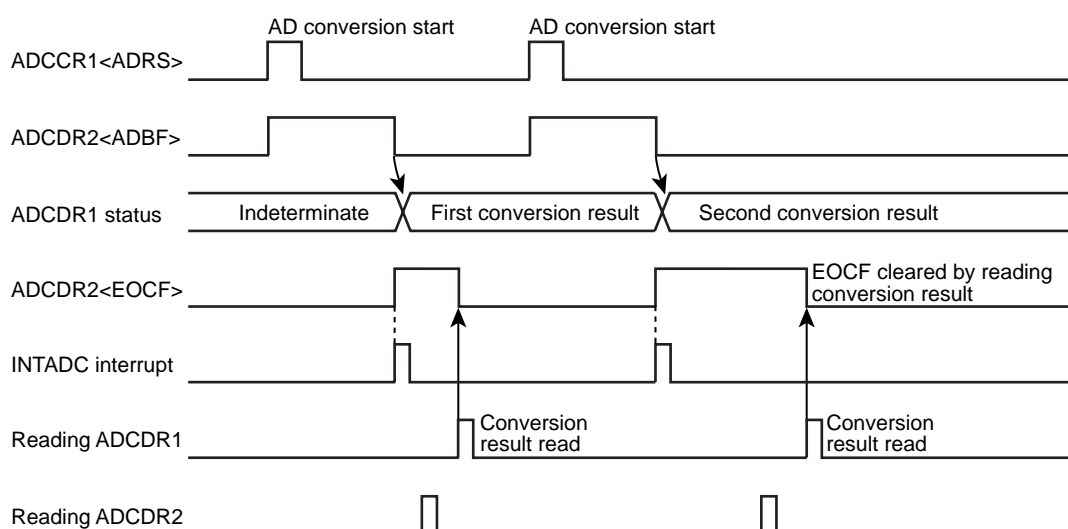 AD conversion start AD conversion start
ADCCR1<ADRS>
ADCDR2<ADBF>
ADCDR1 status Indeterminate First conversion result Second conversion result
ADCDR2<EOCF> EOCF cleared by reading
conversion result
INTADC interrupt
Reading ADCDR1 Conversion
result read
Conversion
result read
Reading ADCDR2